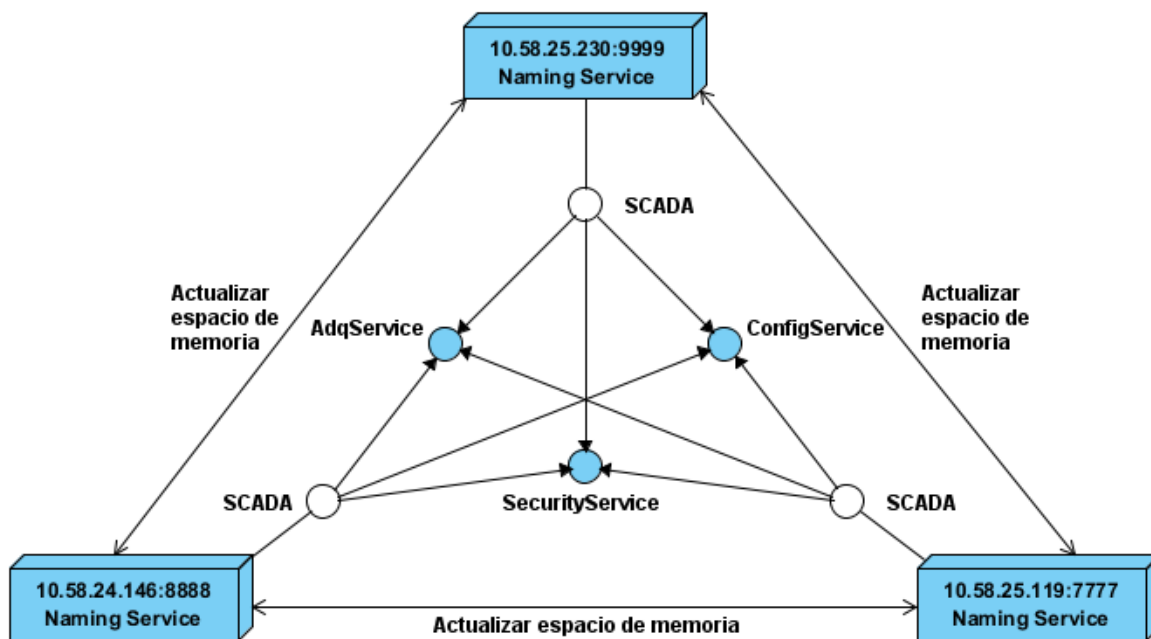 10.58.25.230:9999
Naming Service
SCADA
Actualizar
espacio de
memoria
Actualizar
espacio de
memoria
AdqService
ConfigService
SCADA
SecurityService
SCADA
10.58.24.146:8888
Naming Service
10.58.25.119:7777
Naming Service
Actualizar espacio de memoria